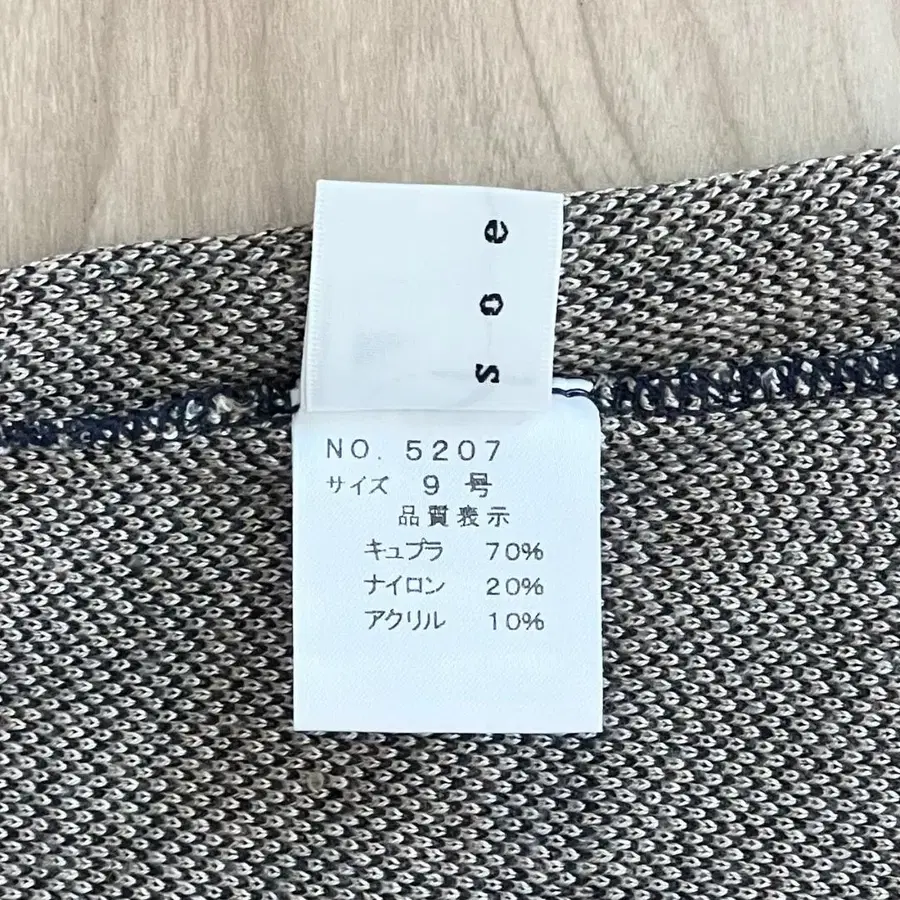 soe
NO. 5207
サイズ 9 号
品質表示
キュプラ 70%
ナイロン 20%
アクリル 10%